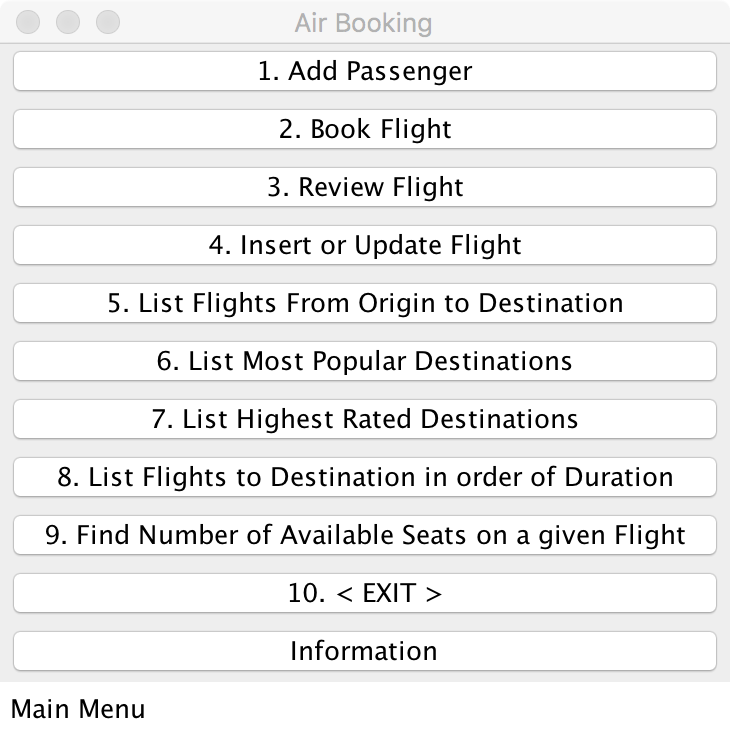 Air Booking
1. Add Passenger
2. Book Flight
3. Review Flight
4. Insert or Update Flight
5. List Flights From Origin to Destination
6. List Most Popular Destinations
7. List Highest Rated Destinations
8. List Flights to Destination in order of Duration
9. Find Number of Available Seats on a given Flight
10. < EXIT >
Information
Main Menu